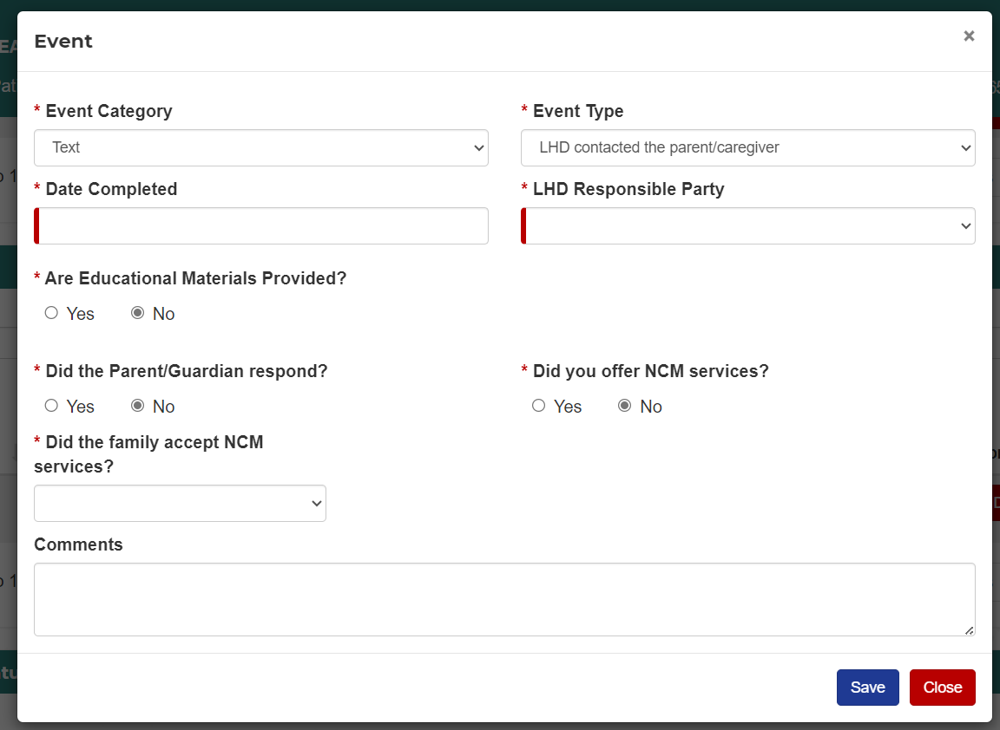 Event
×
* Event Category
* Event Type
Text
LHD contacted the parent/caregiver
* Date Completed
* LHD Responsible Party
* Are Educational Materials Provided?
Yes No
* Did the Parent/Guardian respond?
* Did you offer NCM services?
Yes No
Yes No
* Did the family accept NCM
services?
Comments
Save Close